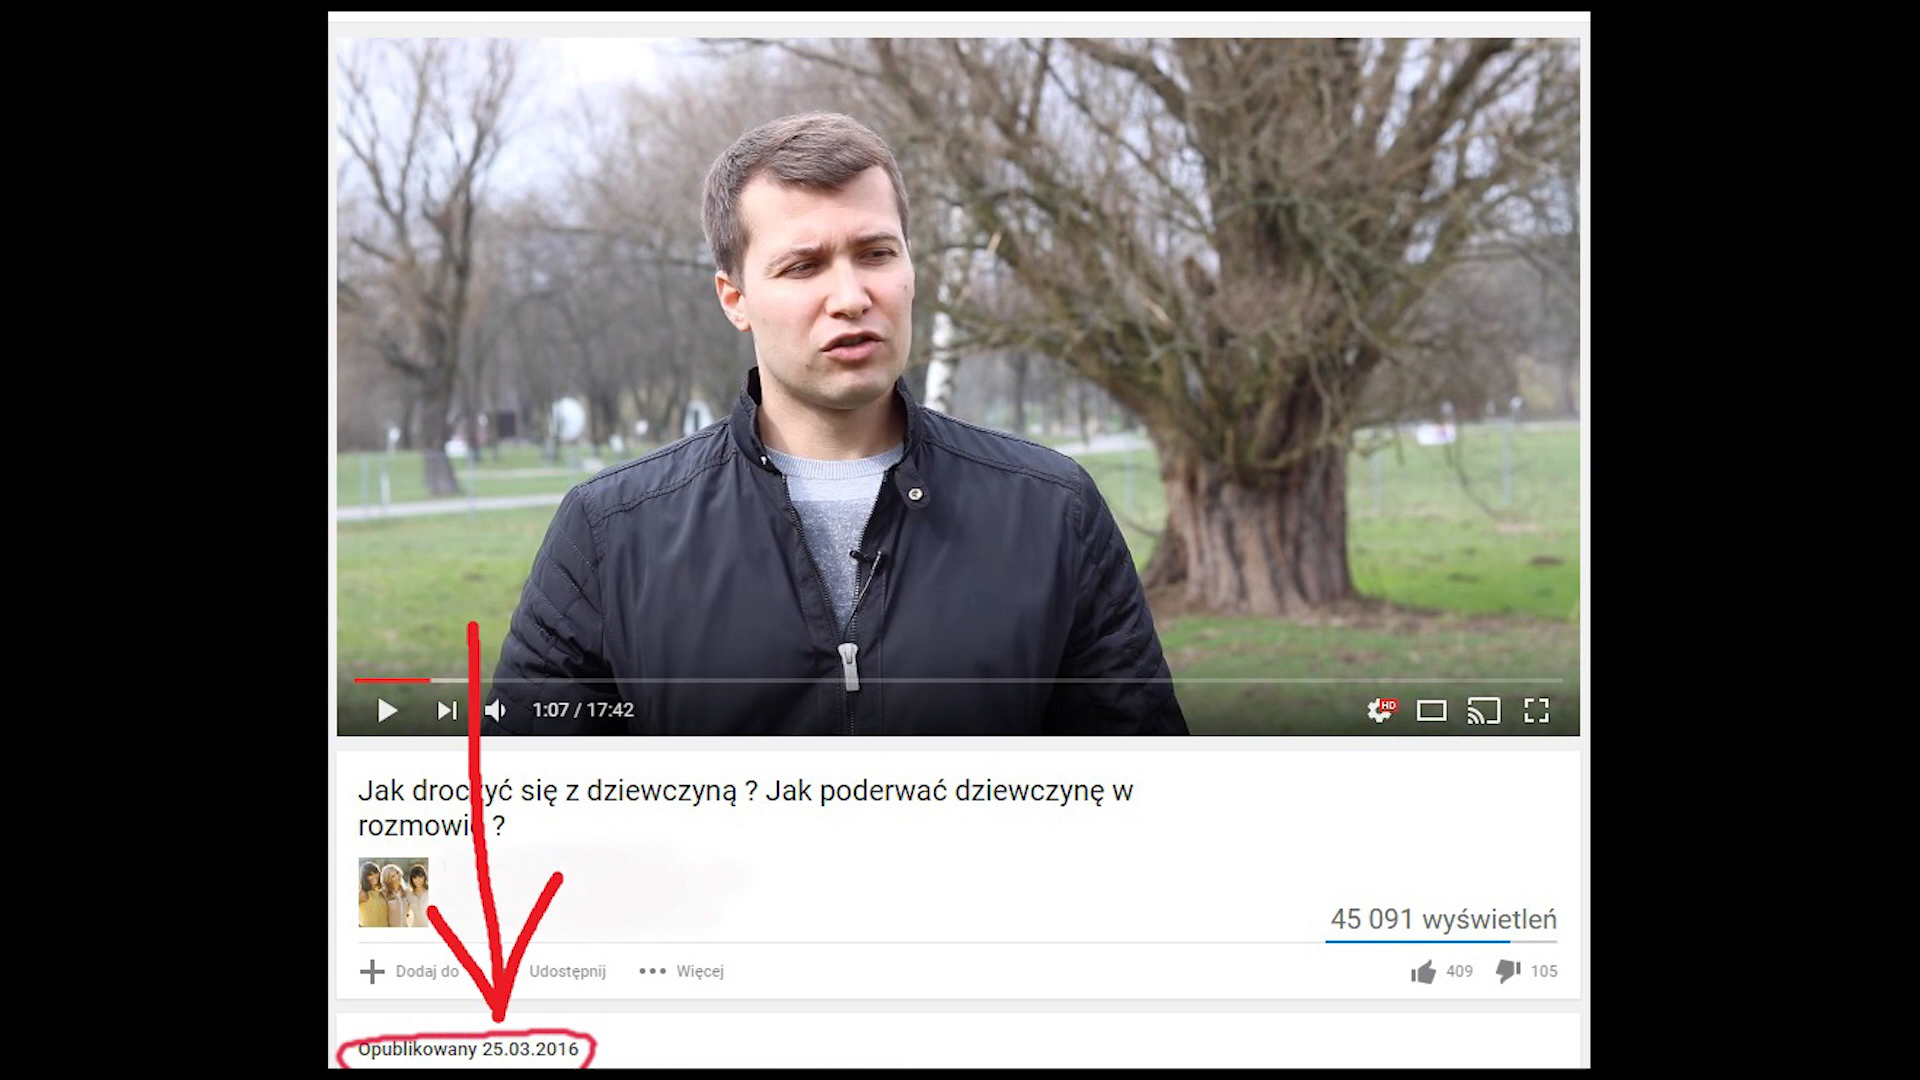 1:07 / 17:42
HD
Jak droczyć się z dziewczyną ? Jak poderwać dziewczynę w
rozmowie ?
45 091 wyświetleń
Dodaj do
Udostępnij
Więcej
409
105
Opublikowany 25.03.2016